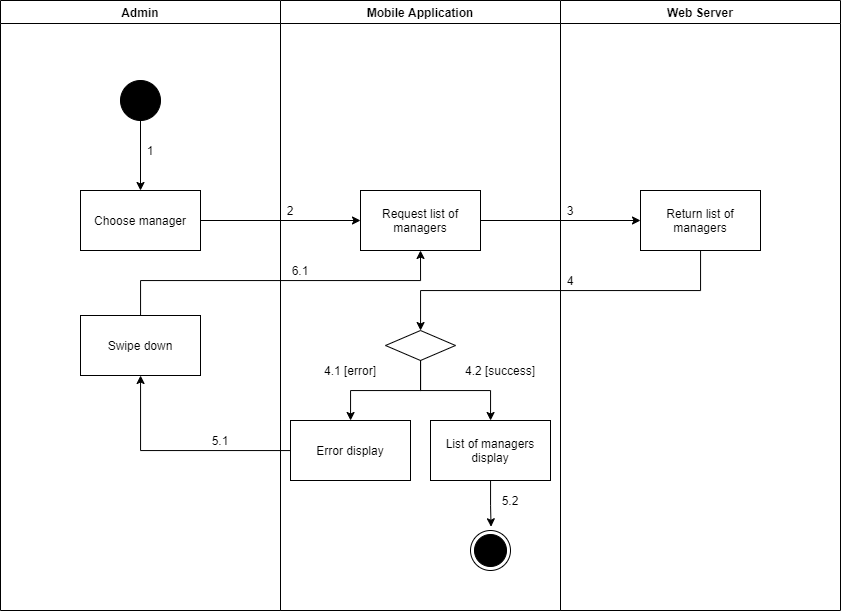 Admin
Mobile Application
Web Server
1
Choose manager
2
Request list of
managers
3
Return list of
managers
6.1
4
Swipe down
4.1 [error]
4.2 [success]
5.1
Error display
List of managers
display
5.2